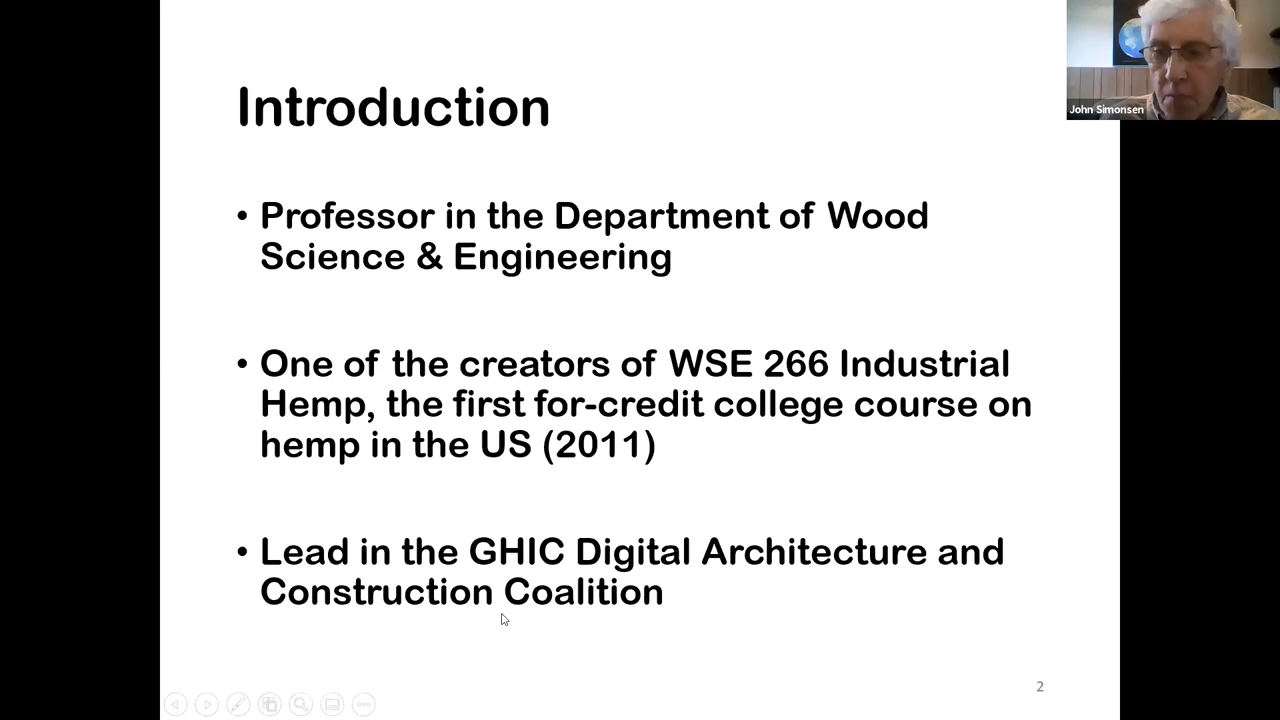 John Simonsen
Introduction
• Professor in the Department of Wood
Science & Engineering
• One of the creators of WSE 266 Industrial
Hemp, the first for-credit college course on
hemp in the US (2011)
• Lead in the GHIC Digital Architecture and
Construction Coalition
2